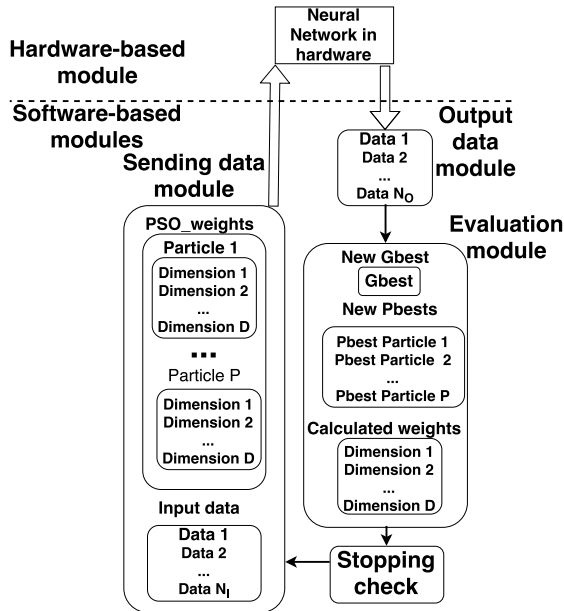 Neural
Network in
hardware
Hardware-based
module
Software-based
modules
Output
data
module
Data 1
Data 2
...
Data N_O
Sending data
module
PSO_weights
Particle 1
Dimension 1
Dimension 2
...
Dimension D
...
Particle P
Dimension 1
Dimension 2
...
Dimension D
Input data
Data 1
Data 2
...
Data N_I
Evaluation
module
New Gbest
Gbest
New Pbests
Pbest Particle 1
Pbest Particle 2
...
Pbest Particle P
Calculated weights
Dimension 1
Dimension 2
...
Dimension D
Stopping
check